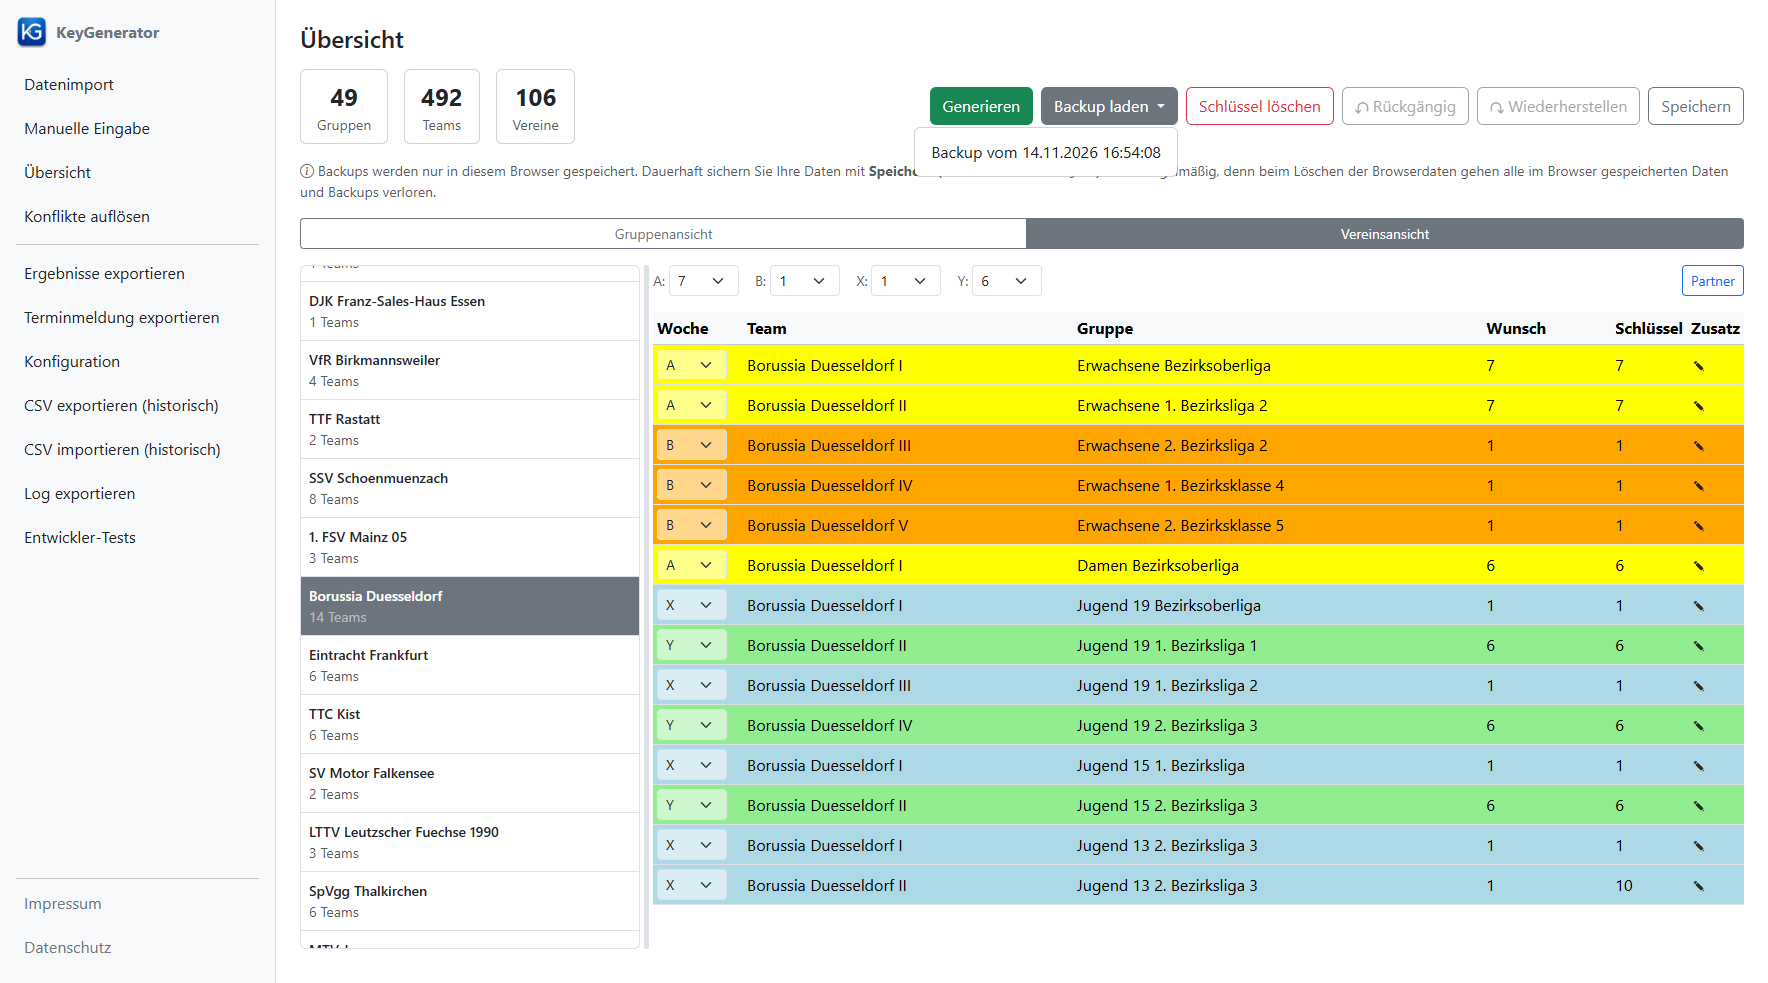 KeyGenerator
Datenimport
Manuelle Eingabe
Übersicht
Konflikte auflösen
Ergebnisse exportieren
Terminmeldung exportieren
Konfiguration
CSV exportieren (historisch)
CSV importieren (historisch)
Log exportieren
Entwickler-Tests
Impressum
Datenschutz
Übersicht
49 Gruppen
492 Teams
106 Vereine
Generieren Backup laden Schlüssel löschen Rückgängig Wiederherstellen Speichern
Backup vom 14.11.2026 16:54:08
Backups werden nur in diesem Browser gespeichert. Dauerhaft sichern Sie Ihre Daten mit
und Backups verloren.
denn beim Löschen der Browserdaten gehen alle im Browser gespeicherten Daten
Gruppenansicht Vereinsansicht
DJK Franz-Sales-Haus Essen
1 Teams
VfR Birkmannsweiler
4 Teams
TTF Rastatt
2 Teams
SSV Schoenmuenzach
8 Teams
1. FSV Mainz 05
3 Teams
Borussia Duesseldorf
14 Teams
Eintracht Frankfurt
6 Teams
TTC Kist
6 Teams
SV Motor Falkensee
2 Teams
LTTV Leutzscher Fuechse 1990
3 Teams
SpVgg Thalkirchen
6 Teams
A: 7 B: 1 X: 1 Y: 6 Partner
Woche Team Gruppe Wunsch Schlüssel Zusatz
A Borussia Duesseldorf I Erwachsene Bezirksoberliga 7 7
A Borussia Duesseldorf II Erwachsene 1. Bezirksliga 2 7 7
B Borussia Duesseldorf III Erwachsene 2. Bezirksliga 2 1 1
B Borussia Duesseldorf IV Erwachsene 1. Bezirksklasse 4 1 1
B Borussia Duesseldorf V Erwachsene 2. Bezirksklasse 5 1 1
A Borussia Duesseldorf I Damen Bezirksoberliga 6 6
X Borussia Duesseldorf I Jugend 19 Bezirksoberliga 1 1
Y Borussia Duesseldorf II Jugend 19 1. Bezirksliga 1 6 6
X Borussia Duesseldorf III Jugend 19 1. Bezirksliga 2 1 1
Y Borussia Duesseldorf IV Jugend 19 2. Bezirksliga 3 6 6
X Borussia Duesseldorf I Jugend 15 1. Bezirksliga 1 1
Y Borussia Duesseldorf II Jugend 15 2. Bezirksliga 3 6 6
X Borussia Duesseldorf I Jugend 13 2. Bezirksliga 3 1 1
X Borussia Duesseldorf II Jugend 13 2. Bezirksliga 3 1 10